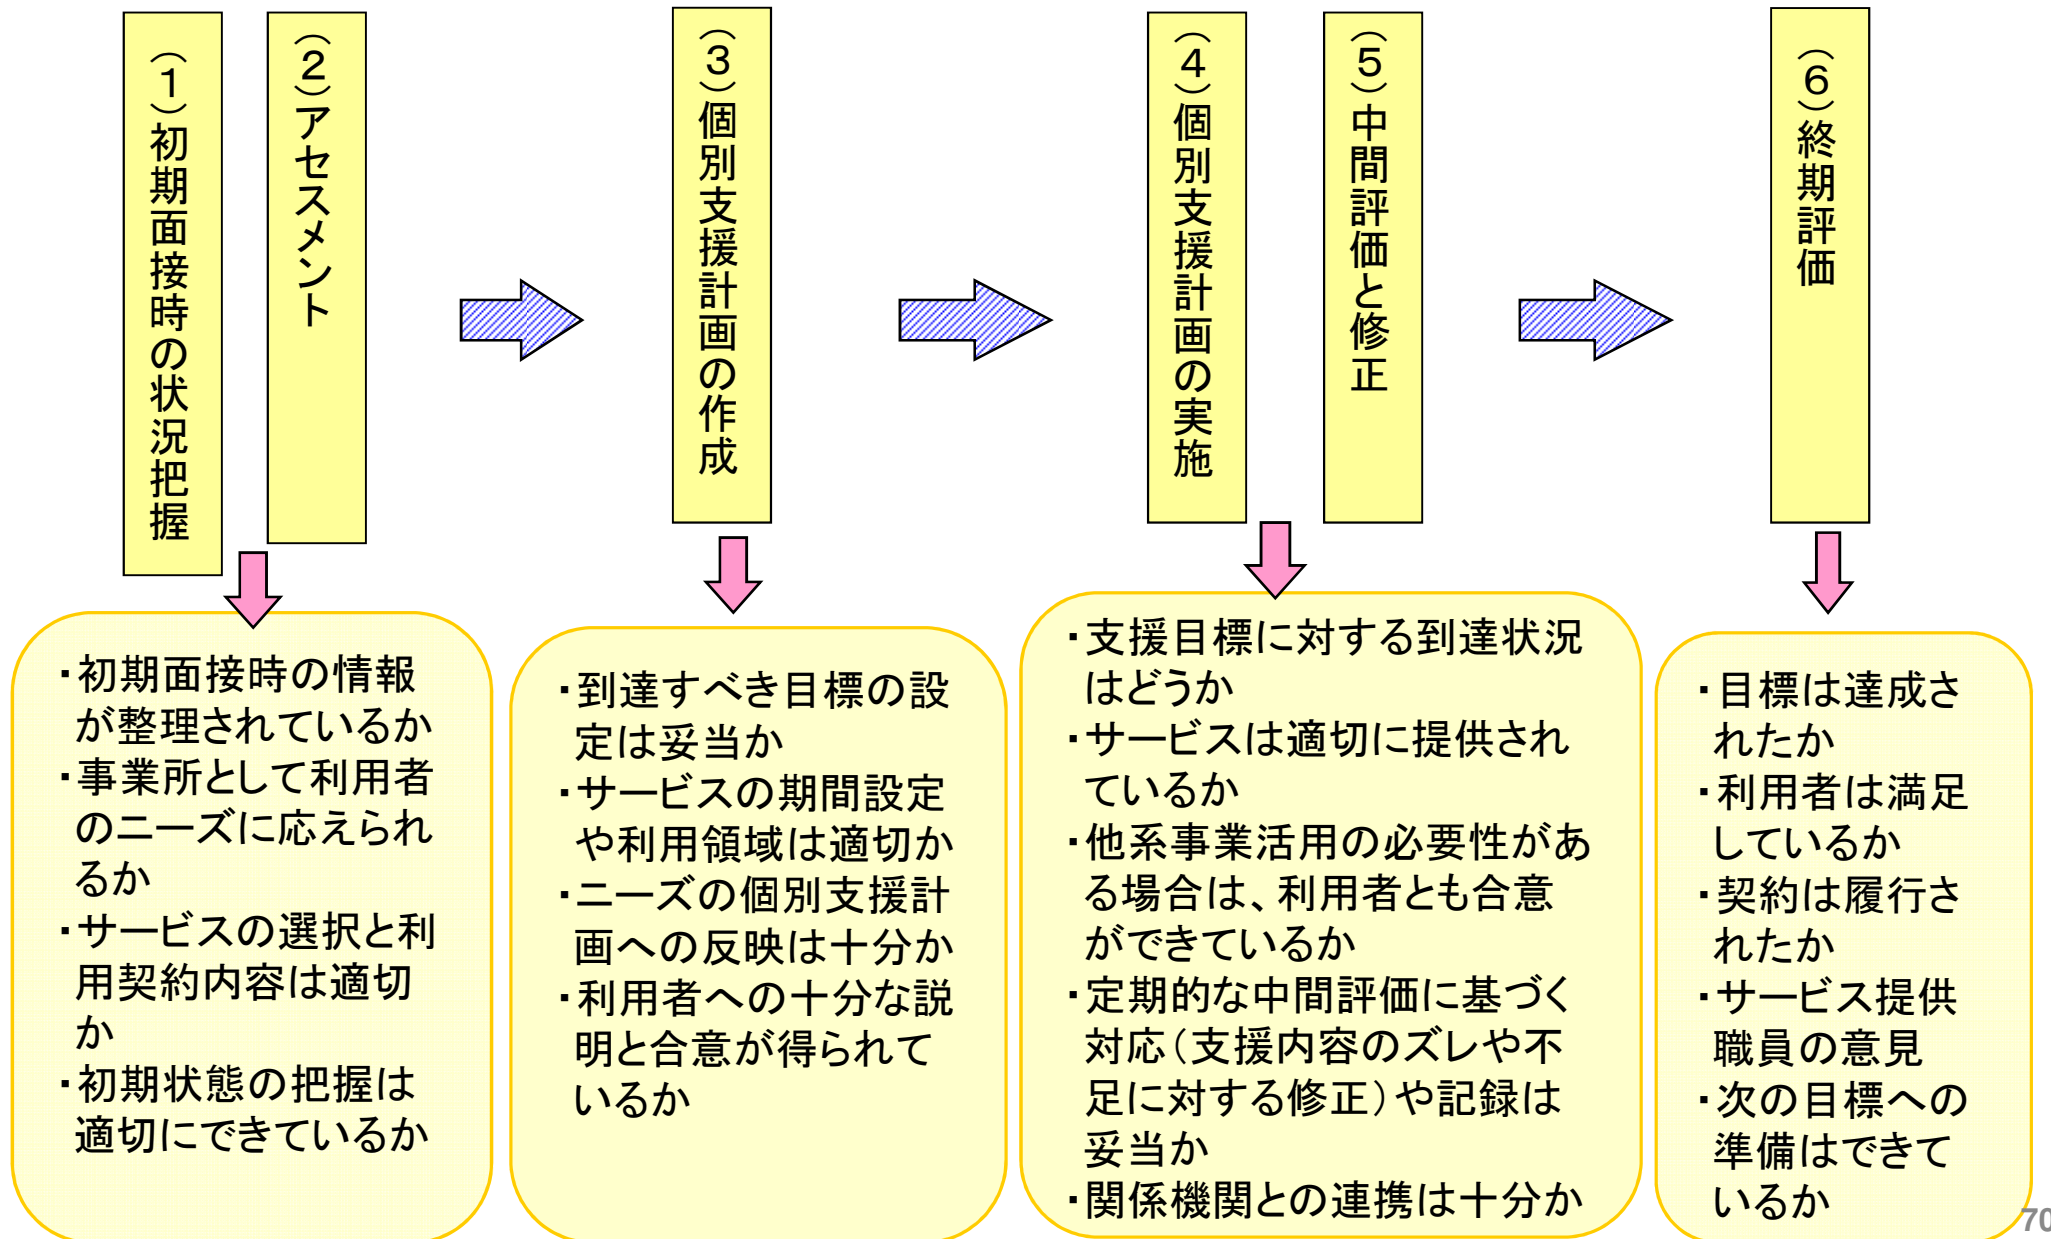 （１）初期面接時の状況把握
（２）アセスメント
（３）個別支援計画の作成
（４）個別支援計画の実施
（５）中間評価と修正
（６）終期評価
・初期面接時の情報
が整理されているか
・事業所として利用者
のニーズに応えられ
るか
・サービスの選択と利
用契約内容は適切
か
・初期状態の把握は
適切にできているか
・到達すべき目標の設
定は妥当か
・サービスの期間設定
や利用領域は適切か
・ニーズの個別支援計
画への反映は十分か
・利用者への十分な説
明と合意が得られて
いるか
・支援目標に対する到達状況
はどうか
・サービスは適切に提供され
ているか
・他系事業活用の必要性があ
る場合は、利用者とも合意
ができているか
・定期的な中間評価に基づく
対応（支援内容のズレや不
足に対する修正）や記録は
妥当か
・関係機関との連携は十分か
・目標は達成さ
れたか
・利用者は満足
しているか
・契約は履行さ
れたか
・サービス提供
職員の意見
・次の目標への
準備はできて
いるか
70